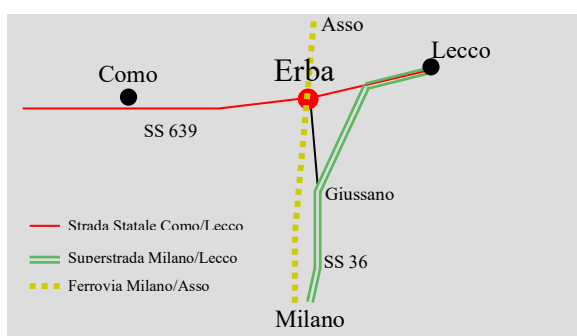 Asso
Lecco
Como
Erba
SS 639
Giussano
Strada Statale Como/Lecco
Superstrada Milano/Lecco
SS 36
Ferrovia Milano/Asso
Milano